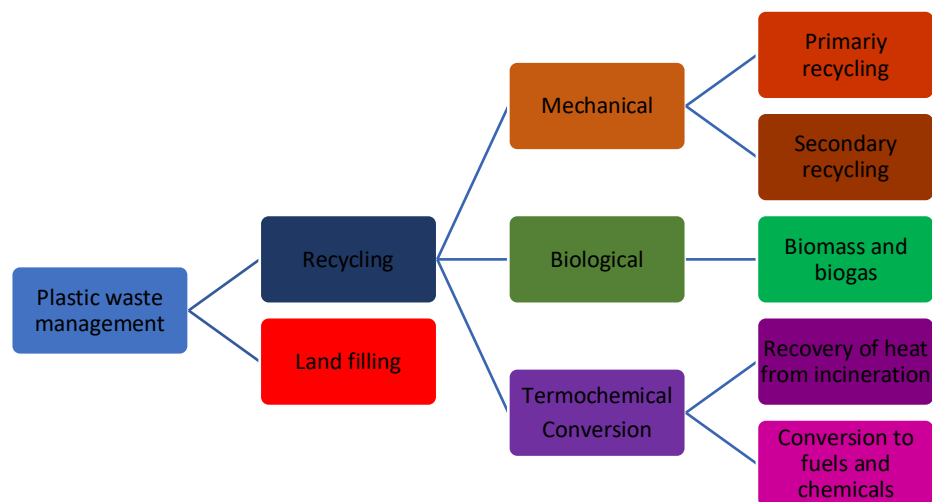 Plastic waste
management
Recycling
Land filling
Mechanical
Biological
Termochemical
Conversion
Primariy
recycling
Secondary
recycling
Biomass and
biogas
Recovery of heat
from incineration
Conversion to
fuels and
chemicals